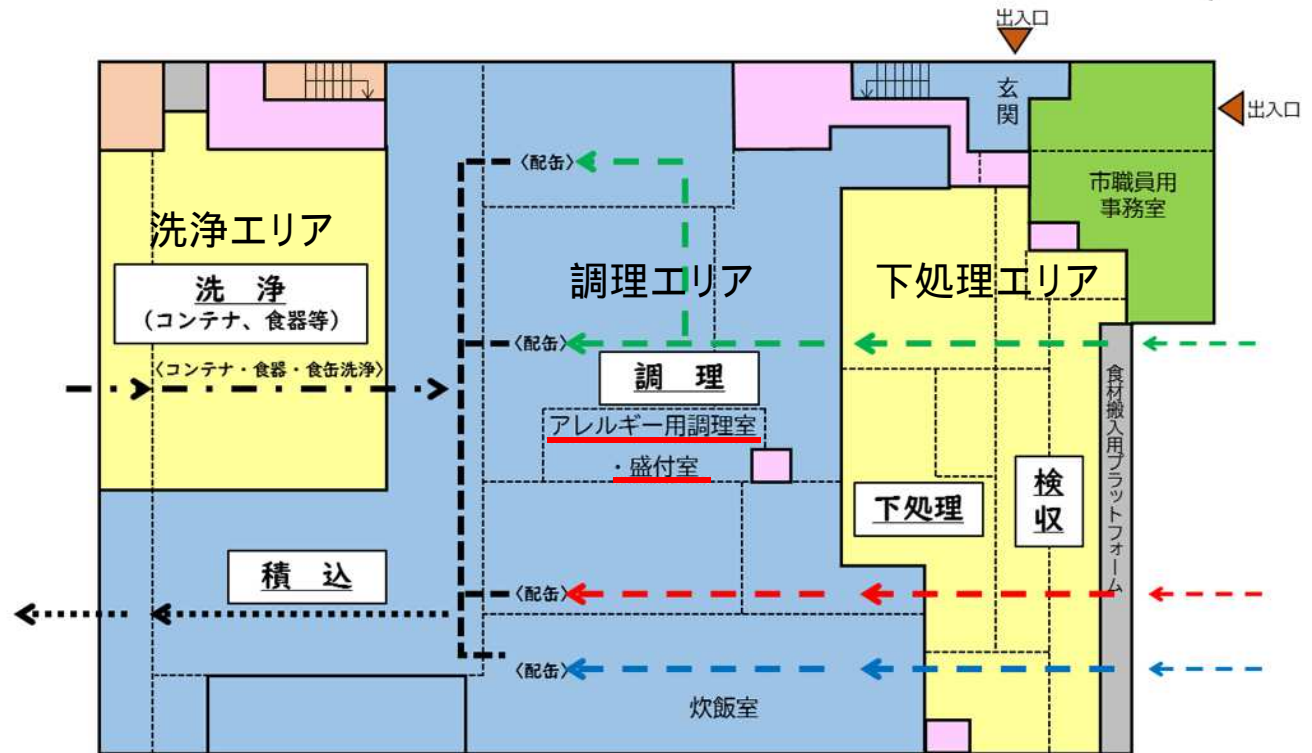 出入口
玄関
出入口
市職員用
事務室
〈配缶〉
洗浄エリア
調理エリア
下処理エリア
洗 浄
（コンテナ、食器等）
〈配缶〉
〈コンテナ・食器・食缶洗浄〉
調 理
食材搬入用プラットフォーム
アレルギー用調理室
・盛付室
下処理
検収
積 込
〈配缶〉
〈配缶〉
炊飯室